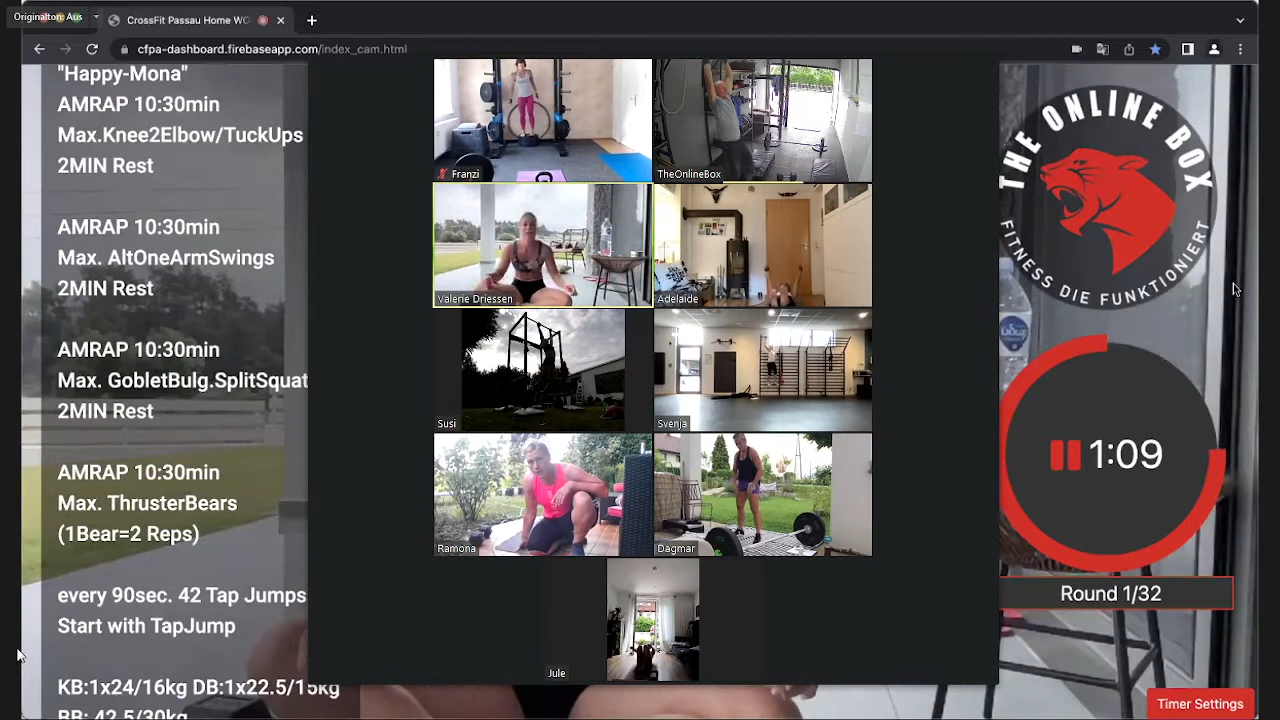 Originalton: Aus
CrossFit Passau Home WO
cfpa-dashboard.firebaseapp.com/index_cam.html
"Happy-Mona"
AMRAP 10:30min
Max.Knee2Elbow/TuckUps
2MIN Rest
AMRAP 10:30min
Max. AltOneArmSwings
2MIN Rest
AMRAP 10:30min
Max. GobletBulg.SplitSquat
2MIN Rest
AMRAP 10:30min
Max. ThrusterBears
(1Bear=2 Reps)
every 90sec. 42 Tap Jumps
Start with TapJump
KB:1x24/16kg DB:1x22.5/15kg
BB: 42.5/30kg
Franzi
TheOnlineBox
Valerie Driessen
Adelaide
Susi
Svenja
Ramona
Dagmar
Jule
THE ONLINE BOX
FITNESS DIE FUNKTIONIERT
1:09
Round 1/32
Timer Settings